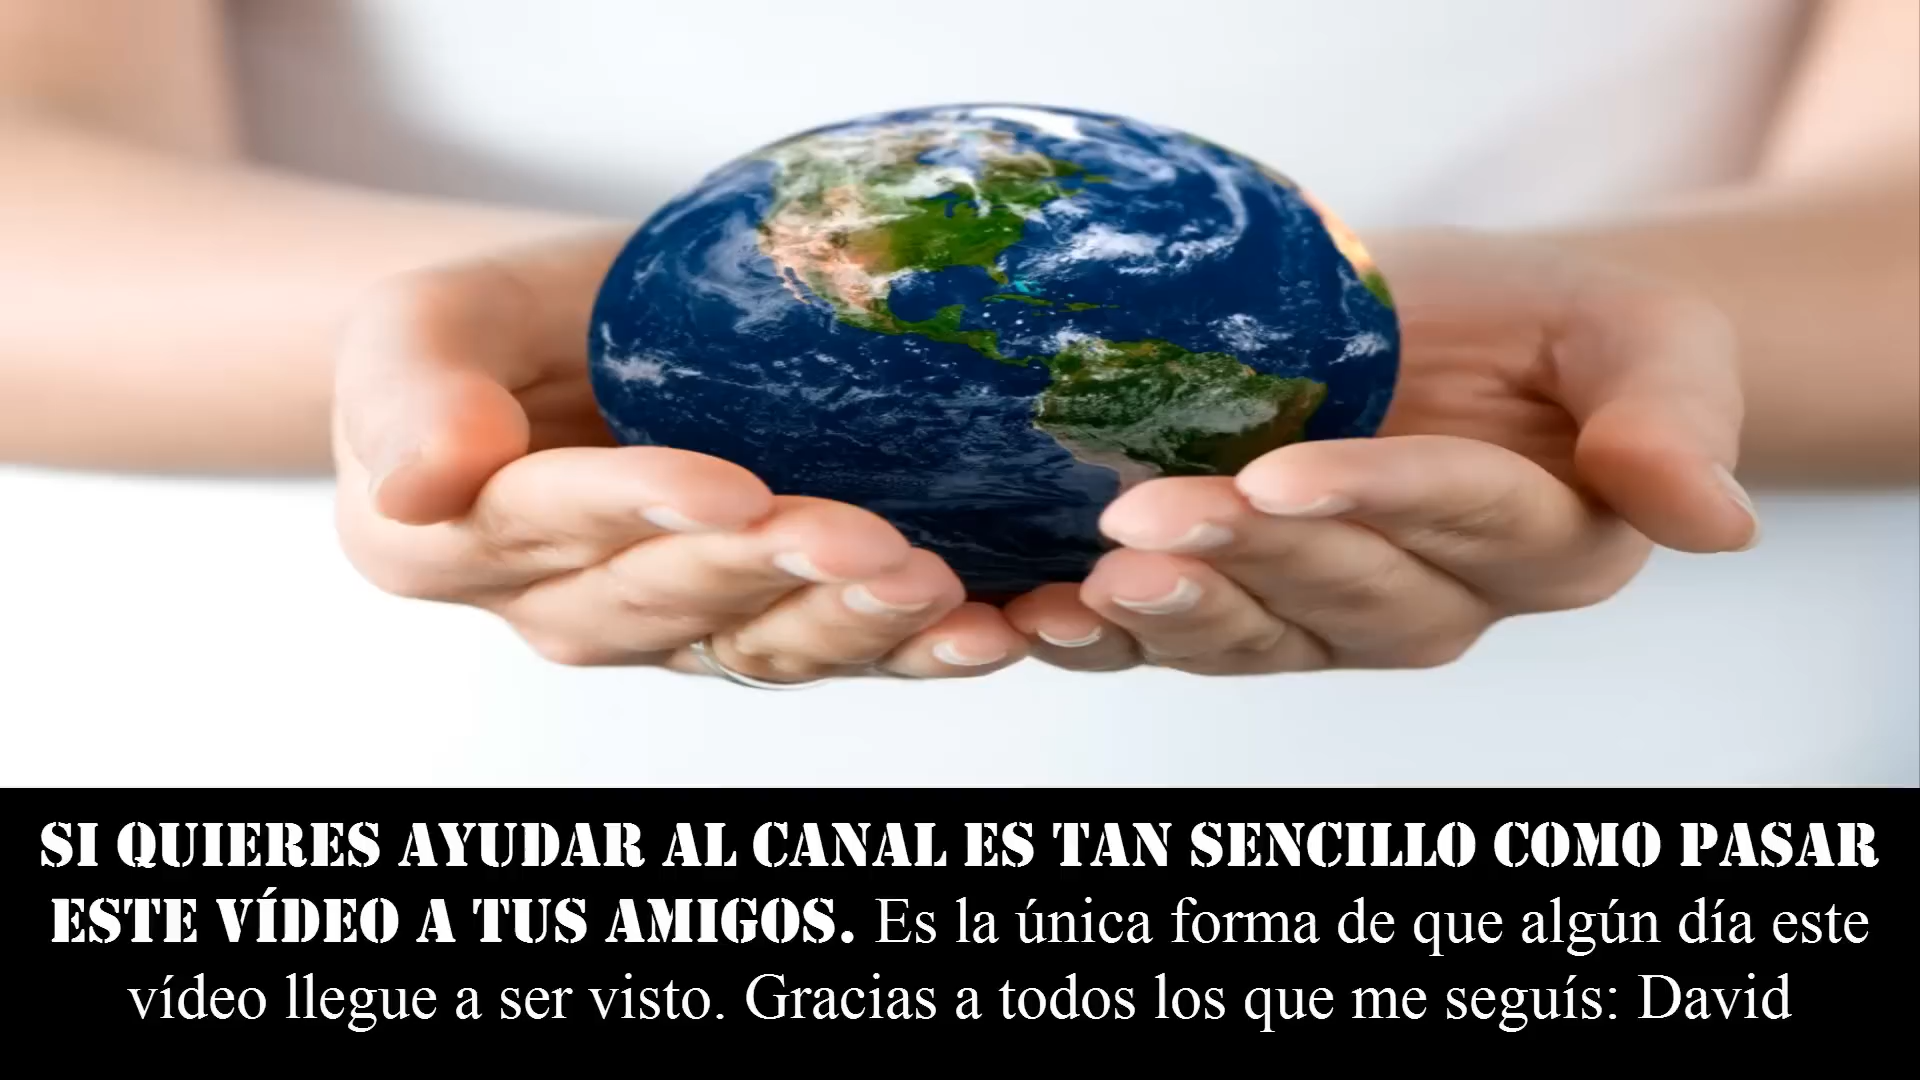 SI QUIERES AYUDAR AL CANAL ES TAN SENCILLO COMO PASAR
ESTE VÍDEO A TUS AMIGOS. Es la única forma de que algún día este
vídeo llegue a ser visto. Gracias a todos los que me seguís: David